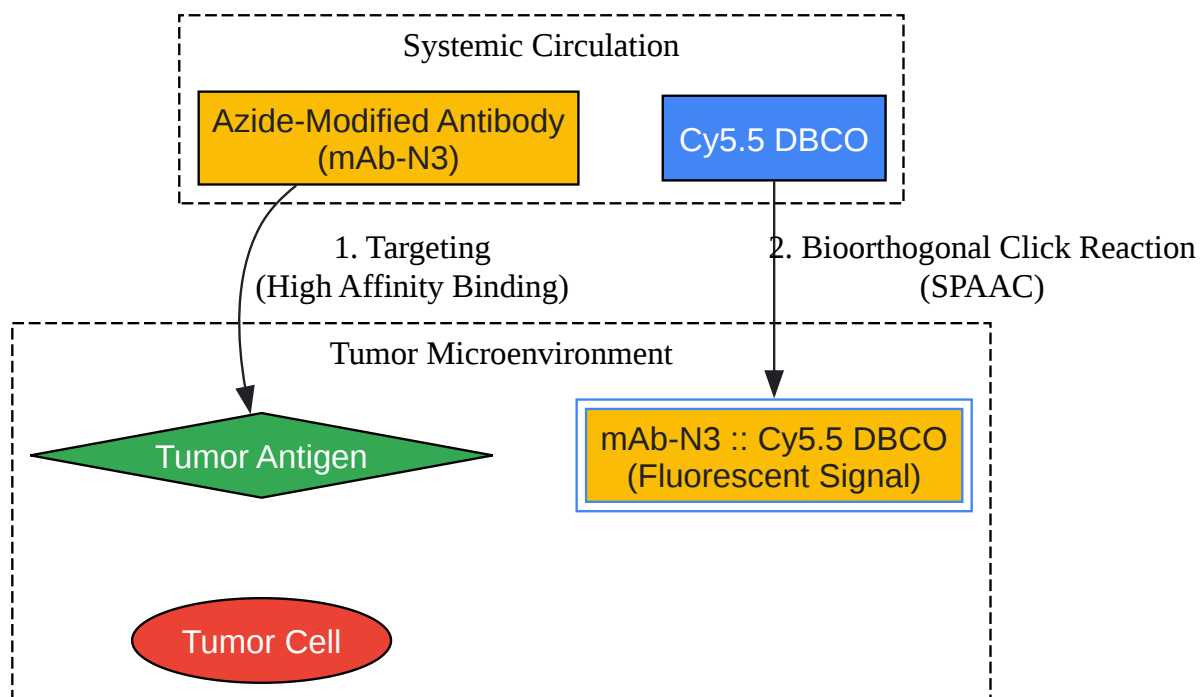 Systemic Circulation
Azide-Modified Antibody
(mAb-N3)
Cy5.5 DBCO
1. Targeting
(High Affinity Binding)
2. Bioorthogonal Click Reaction
(SPAAC)
Tumor Microenvironment
Tumor Antigen
mAb-N3 :: Cy5.5 DBCO
(Fluorescent Signal)
Tumor Cell